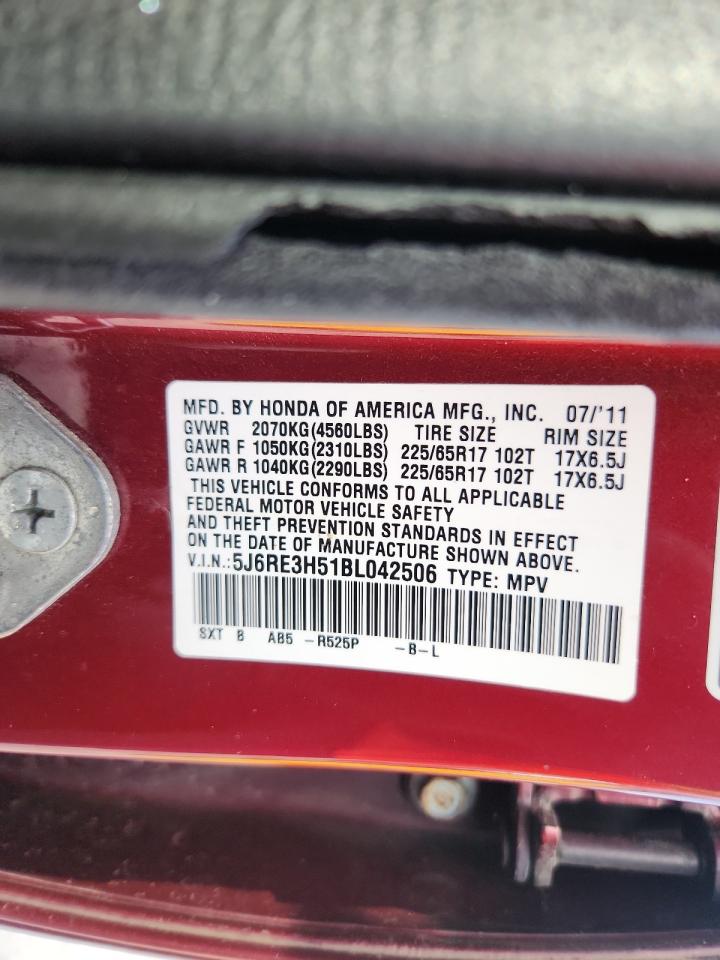 MFD. BY HONDA OF AMERICA MFG., INC. 07/'11
GVWR 2070KG(4560LBS) TIRE SIZE RIM SIZE
GAWR F 1050KG(2310LBS) 225/65R17 102T 17X6.5J
GAWR R 1040KG(2290LBS) 225/65R17 102T 17X6.5J
THIS VEHICLE CONFORMS TO ALL APPLICABLE
FEDERAL MOTOR VEHICLE SAFETY
AND THEFT PREVENTION STANDARDS IN EFFECT
ON THE DATE OF MANUFACTURE SHOWN ABOVE.
V.I.N.:5J6RE3H51BL042506 TYPE: MPV
SXT B AB5 -R525P -B-L